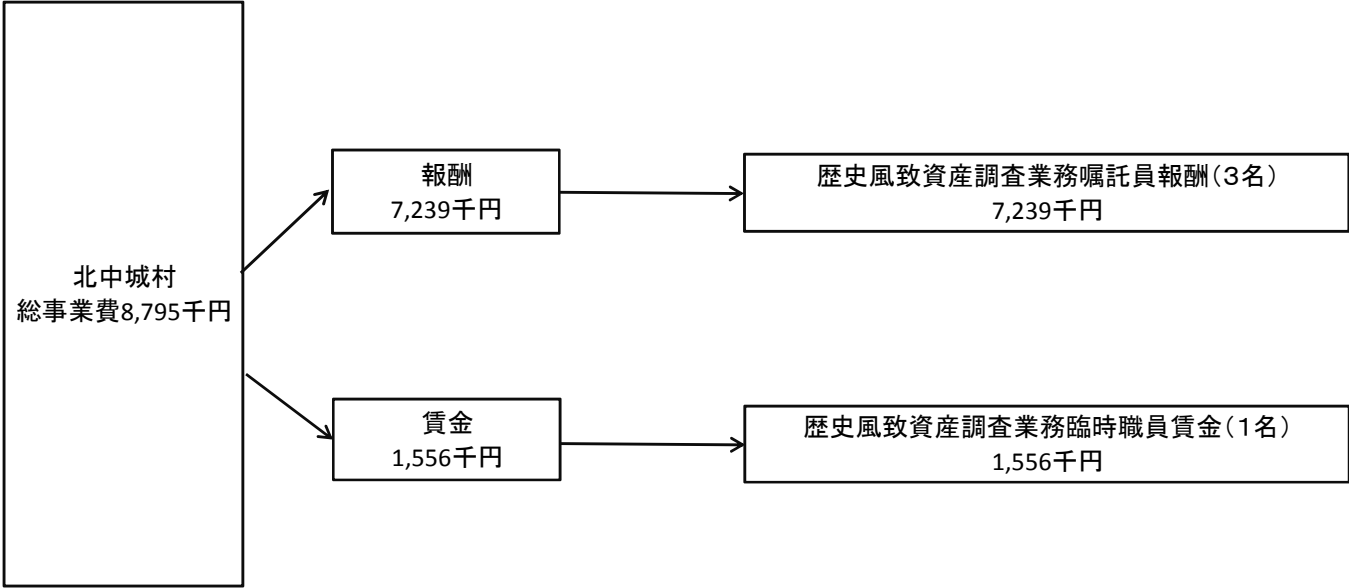 北中城村
総事業費8,795千円
報酬
7,239千円
歴史風致資産調査業務嘱託員報酬(3名)
7,239千円
賃金
1,556千円
歴史風致資産調査業務臨時職員賃金(1名)
1,556千円